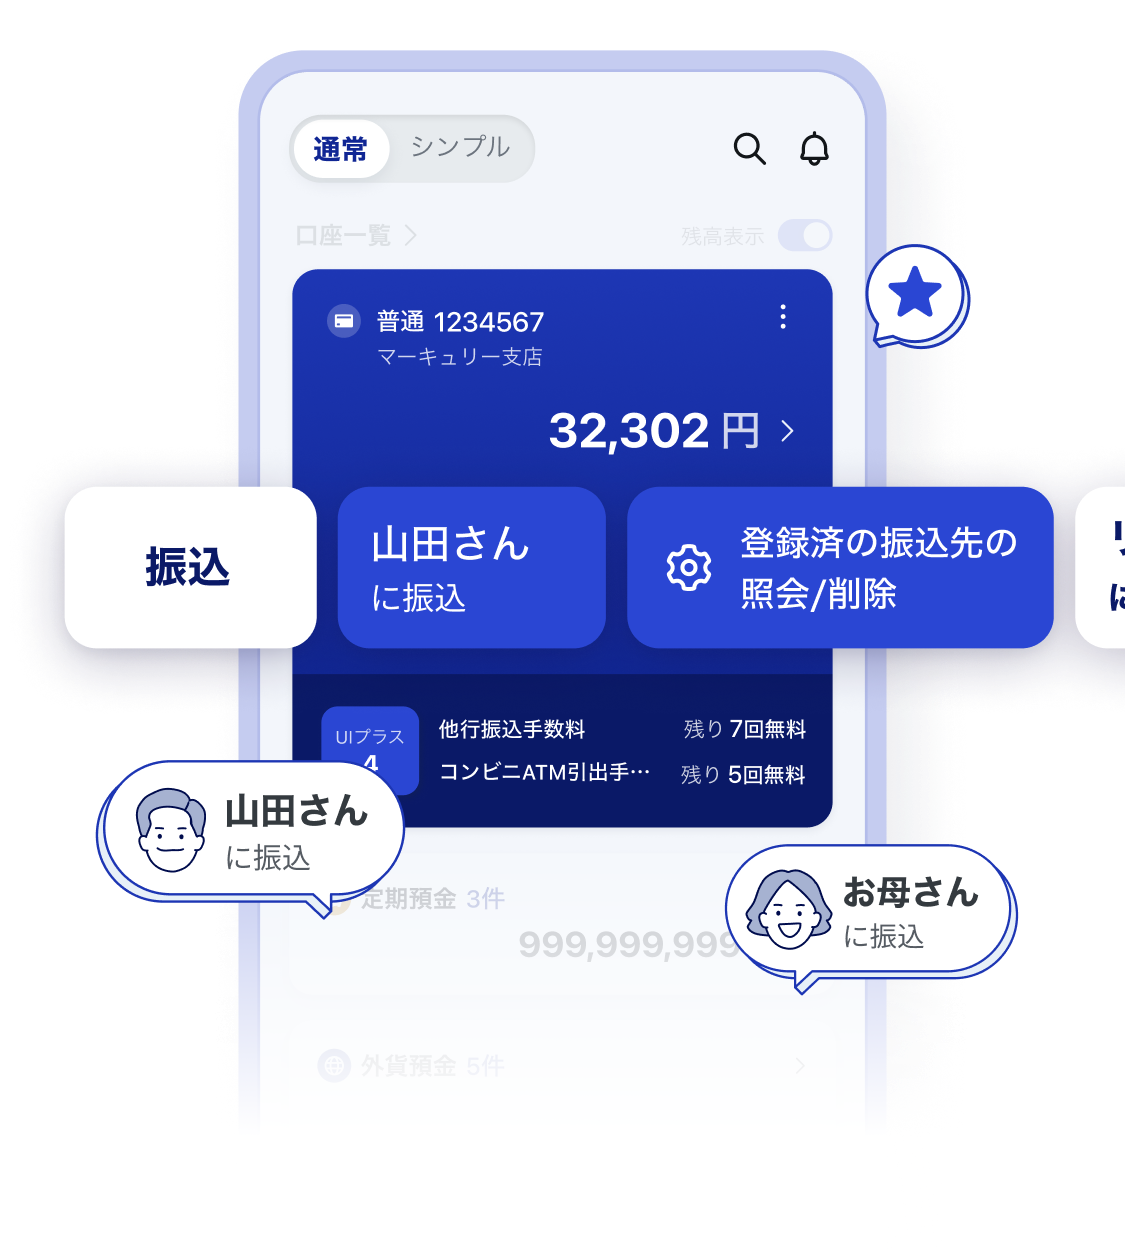 通常 シンプル
口座一覧 残高表示
普通 1234567
マーキュリー支店
32,302 円
振込
山田さん
に振込
登録済の振込先の
照会/削除
UIプラス
4
他行振込手数料 残り 7回無料
コンビニATM引出手… 残り 5回無料
山田さん
に振込
定期預金 3件
999,999,999
お母さん
に振込
外貨預金 5件